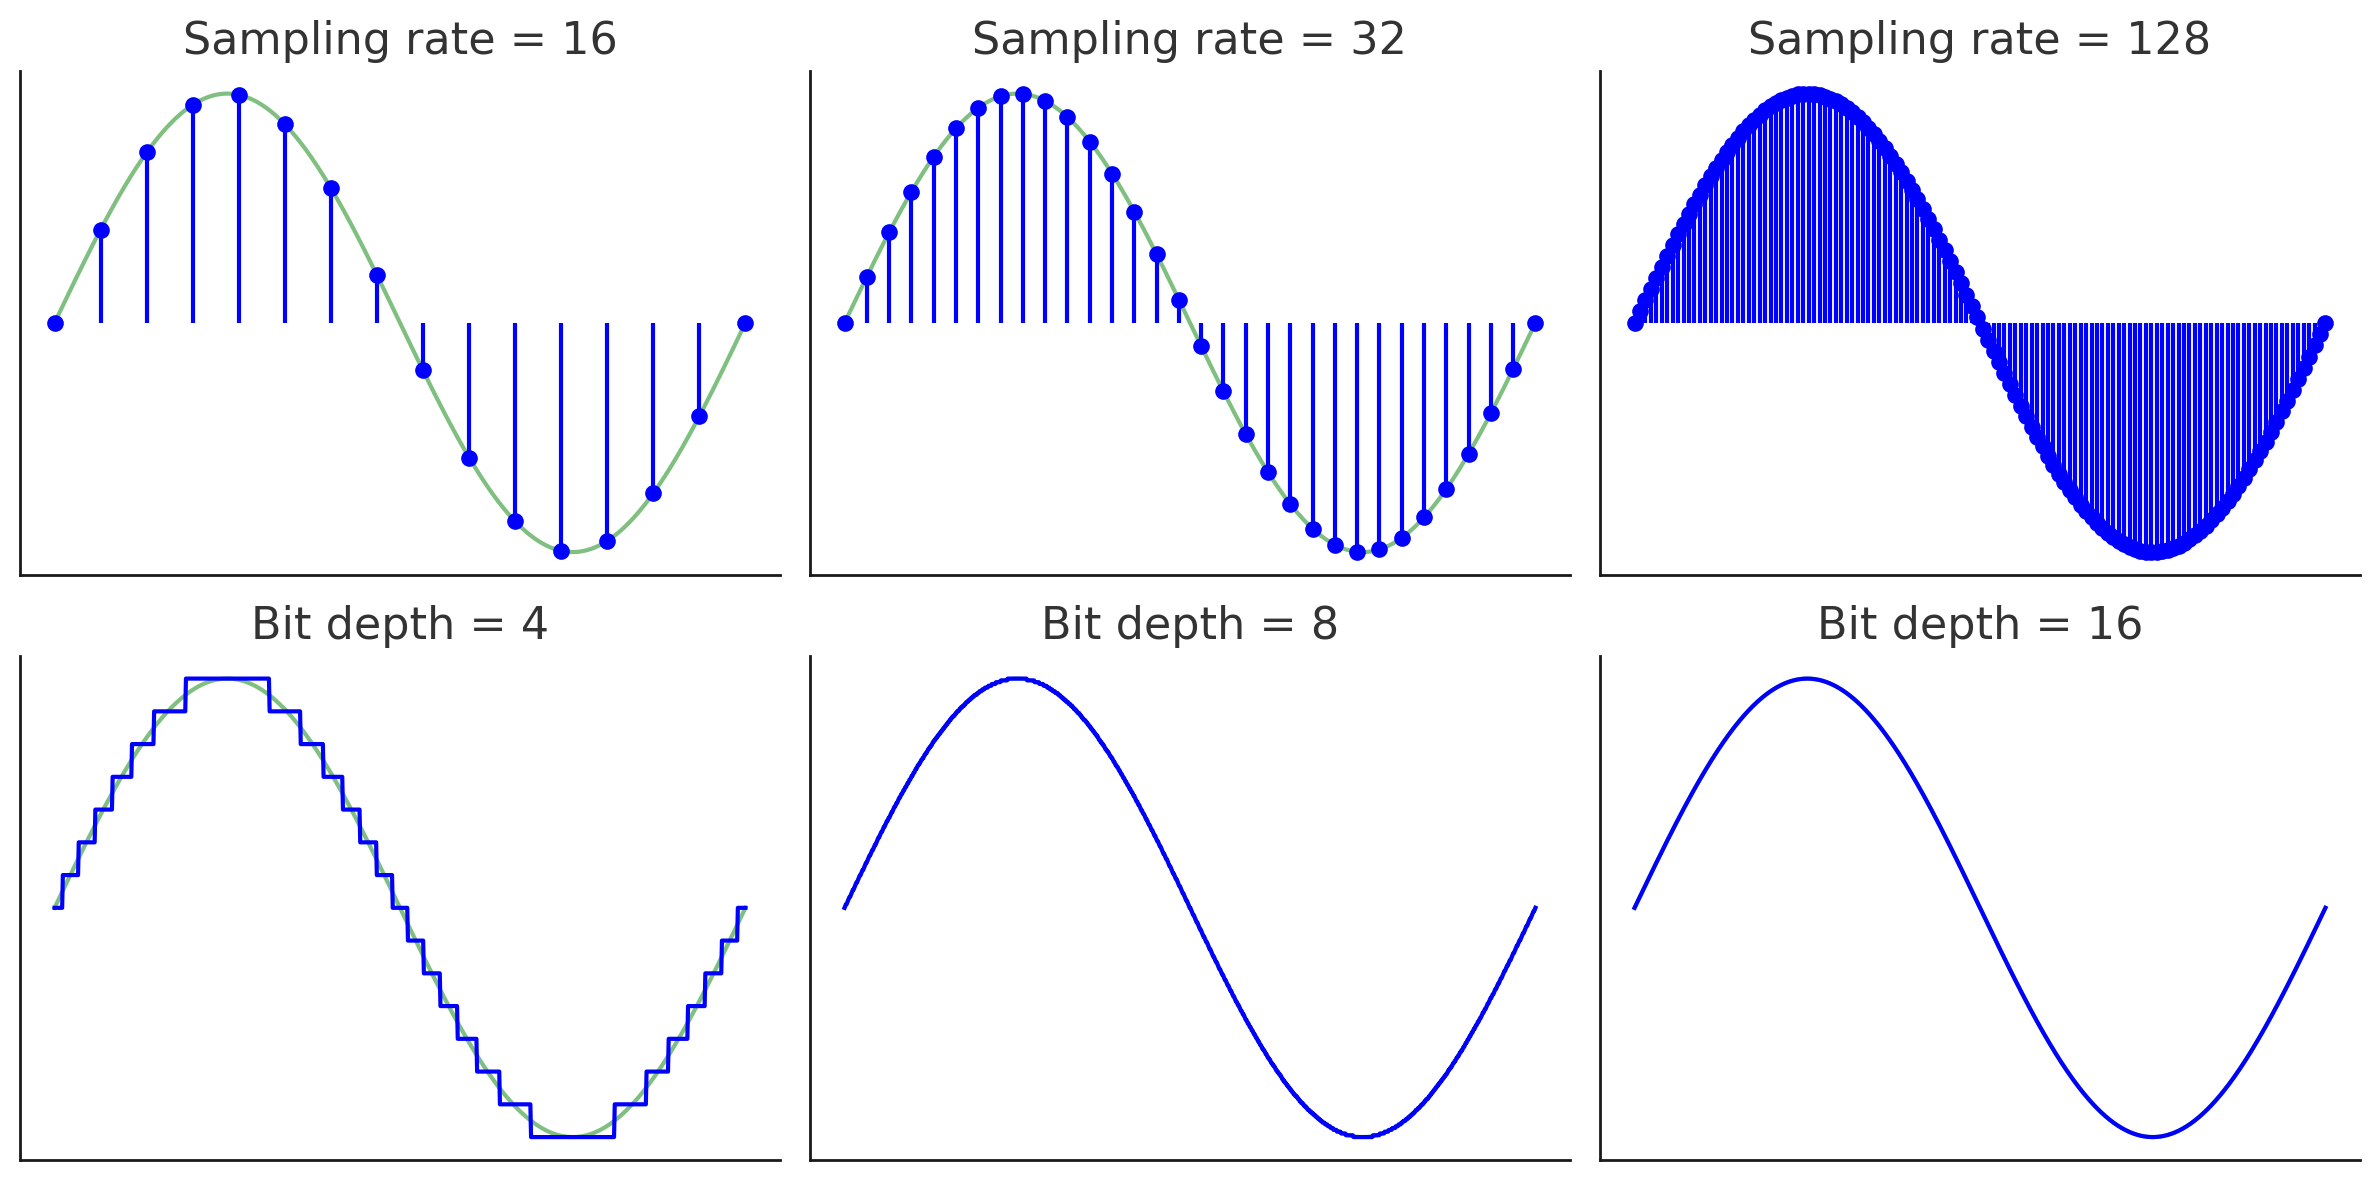 Sampling rate = 16
Sampling rate = 32
Sampling rate = 128
Bit depth = 4
Bit depth = 8
Bit depth = 16